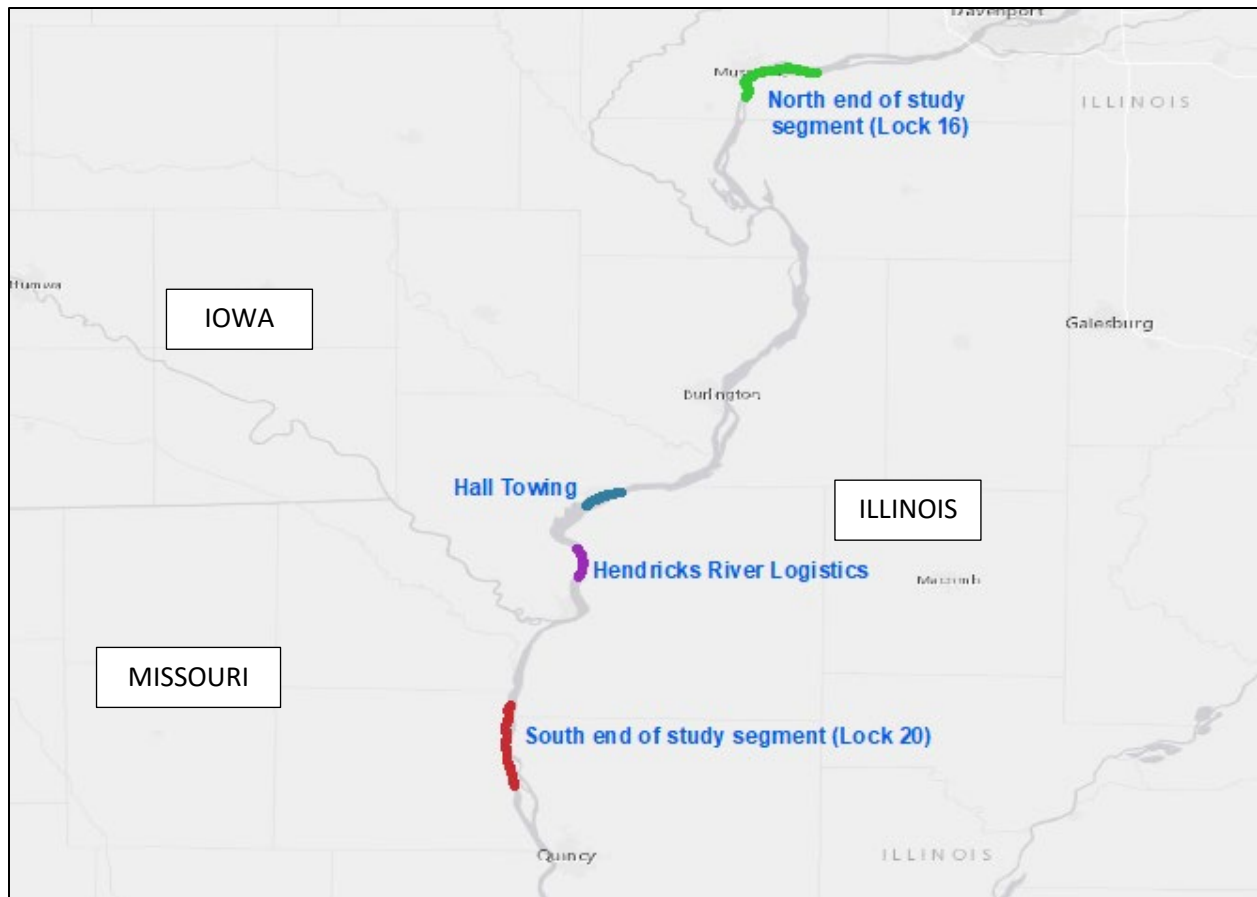 Davenport
North end of study
segment (Lock 16)
ILLINOIS
IOWA
Galesburg
Burlington
Hall Towing
ILLINOIS
Hendricks River Logistics
Macomb
MISSOURI
South end of study segment (Lock 20)
Quincy
ILLINOIS